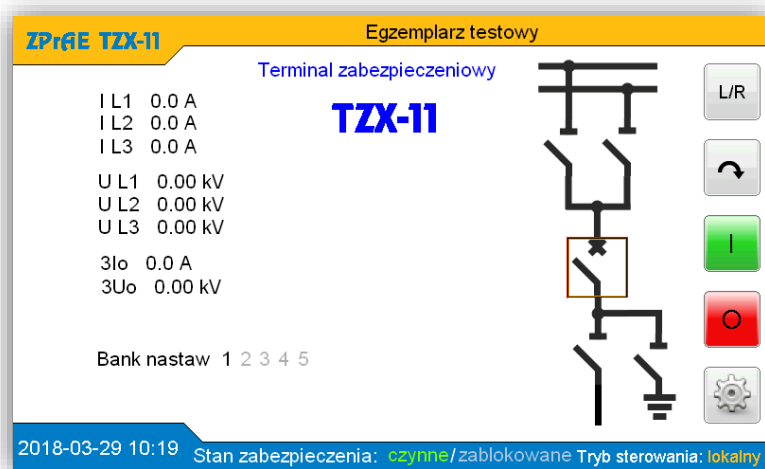 ZPrAE TZX-11
Egzemplarz testowy
Terminal zabezpieczeniowy
TZX-11
I L1 0.0 A
I L2 0.0 A
I L3 0.0 A
U L1 0.00 kV
U L2 0.00 kV
U L3 0.00 kV
3Io 0.0 A
3Uo 0.00 kV
Bank nastaw 1 2 3 4 5
L/R
I
O
2018-03-29 10:19
Stan zabezpieczenia: czynne/zablokowane Tryb sterowania: lokalny